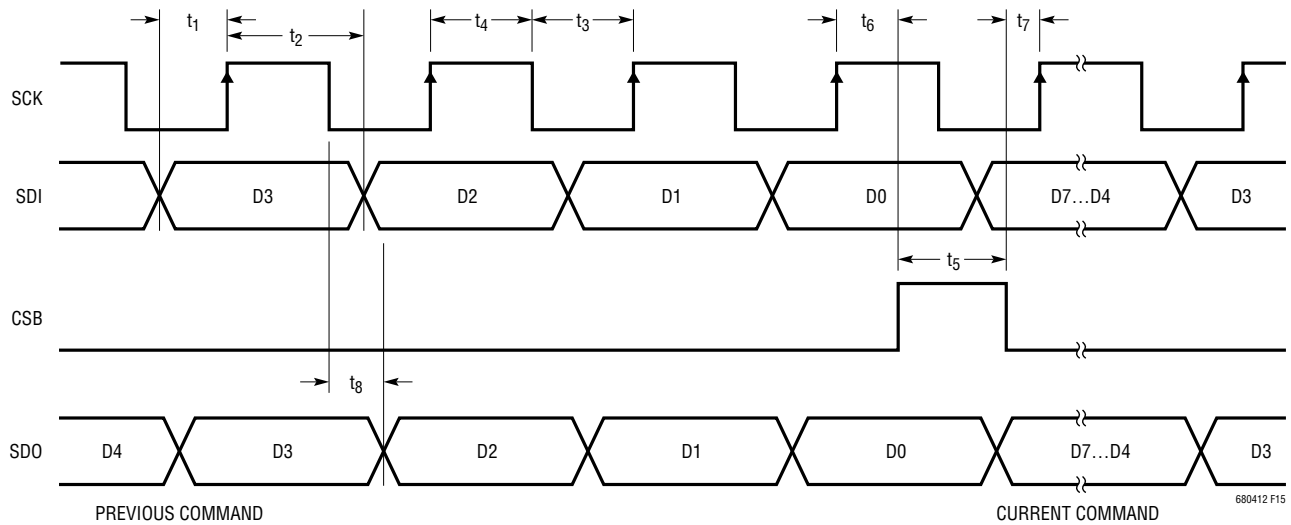 t1 t2 t4 t3 t6 t7
SCK
SDI D3 D2 D1 D0 D7...D4 D3
t5
CSB
t8
SDO D4 D3 D2 D1 D0 D7...D4 D3
680412 F15
PREVIOUS COMMAND CURRENT COMMAND